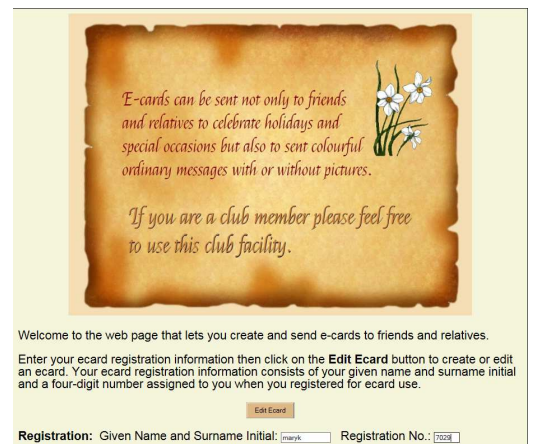 E-cards can be sent not only to friends
and relatives to celebrate holidays and
special occasions but also to sent colourful
ordinary messages with or without pictures.
If you are a club member please feel free
to use this club facility.
Welcome to the web page that lets you create and send e-cards to friends and relatives.
Enter your ecard registration information then click on the Edit Ecard button to create or edit
an ecard. Your ecard registration information consists of your given name and surname initial
and a four-digit number assigned to you when you registered for ecard use.
Edit Ecard
Registration: Given Name and Surname Initial: maryk Registration No.: 7029